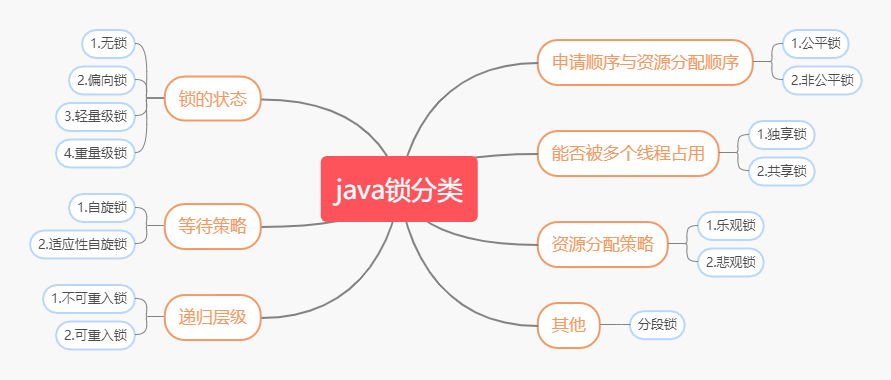 java锁分类
锁的状态
1.无锁
2.偏向锁
3.轻量级锁
4.重量级锁
等待策略
1.自旋锁
2.适应性自旋锁
递归层级
1.不可重入锁
2.可重入锁
申请顺序与资源分配顺序
1.公平锁
2.非公平锁
能否被多个线程占用
1.独享锁
2.共享锁
资源分配策略
1.乐观锁
2.悲观锁
其他
分段锁